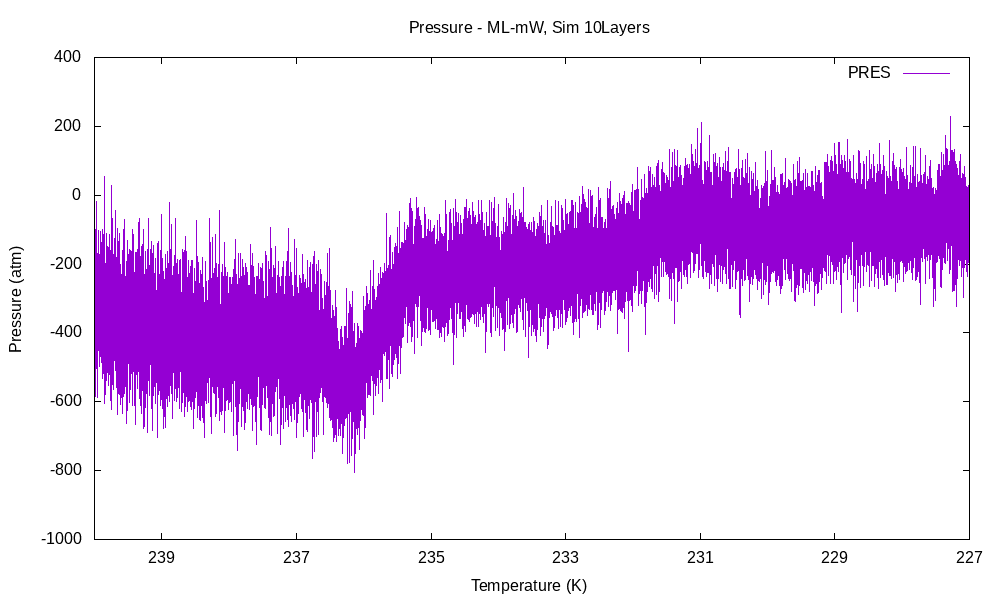 Pressure - ML-mW, Sim 10Layers
PRES
400
200
0
-200
-400
-600
-800
-1000
Pressure (atm)
239 237 235 233 231 229 227
Temperature (K)